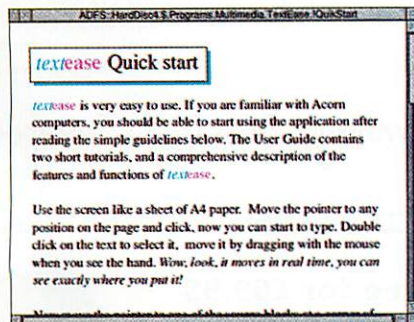 ADFS::HardDisc4.$.Programs.Multimedia.TextEase.!QuikStart
textease Quick start
textease is very easy to use. If you are familiar with Acorn
computers, you should be able to start using the application after
reading the simple guidelines below. The User Guide contains
two short tutorials, and a comprehensive description of the
features and functions of textease.
Use the screen like a sheet of A4 paper. Move the pointer to any
position on the page and click, now you can start to type. Double
click on the text to select it, move it by dragging with the mouse
when you see the hand. Wow, look, it moves in real time, you can
see exactly where you put it!